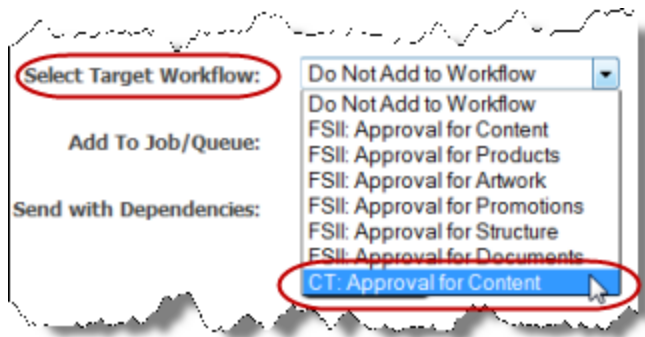 Select Target Workflow:
Do Not Add to Workflow
Do Not Add to Workflow
FSII: Approval for Content
Add To Job/Queue:
FSII: Approval for Products
FSII: Approval for Artwork
Send with Dependencies:
FSII: Approval for Promotions
FSII: Approval for Structure
FSII: Approval for Documents
CT: Approval for Content